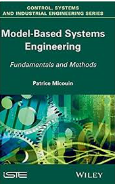 CONTROL, SYSTEMS
AND INDUSTRIAL ENGINEERING SERIES
Model-Based Systems
Engineering
Fundamentals and Methods
Patrice Micouin
iSTE
WILEY